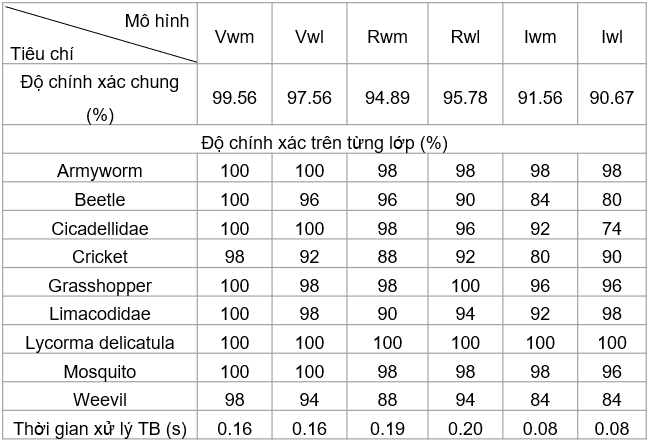 Mô hình
Tiêu chí
Vwm Vwl Rwm Rwl Iwm Iwl
Độ chính xác chung
(%)
99.56 97.56 94.89 95.78 91.56 90.67
Độ chính xác trên từng lớp (%)
Armyworm 100 100 98 98 98 98
Beetle 100 96 96 90 84 80
Cicadellidae 100 100 98 96 92 74
Cricket 98 92 88 92 80 90
Grasshopper 100 98 98 100 96 96
Limacodidae 100 98 90 94 92 98
Lycorma delicatula 100 100 100 100 100 100
Mosquito 100 100 98 98 98 96
Weevil 98 94 88 94 84 84
Thời gian xử lý TB (s) 0.16 0.16 0.19 0.20 0.08 0.08